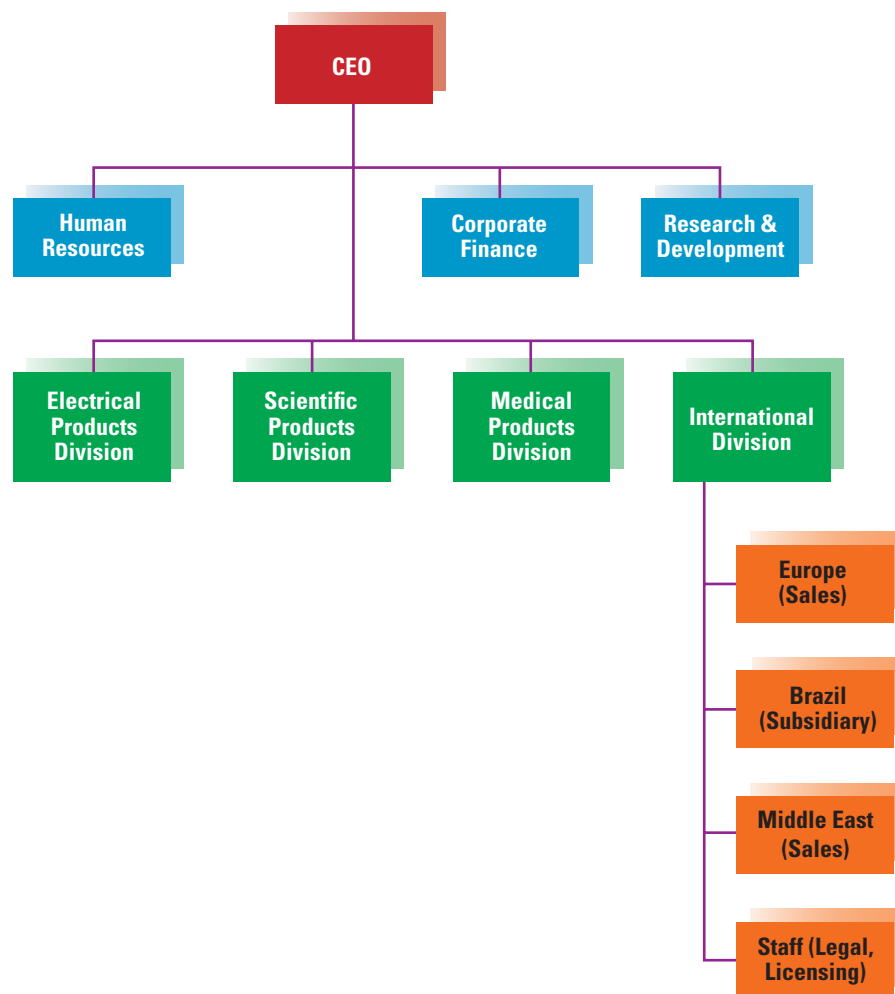 CEO
Human
Resources
Corporate
Finance
Research &
Development
Electrical
Products
Division
Scientific
Products
Division
Medical
Products
Division
International
Division
Europe
(Sales)
Brazil
(Subsidiary)
Middle East
(Sales)
Staff (Legal,
Licensing)